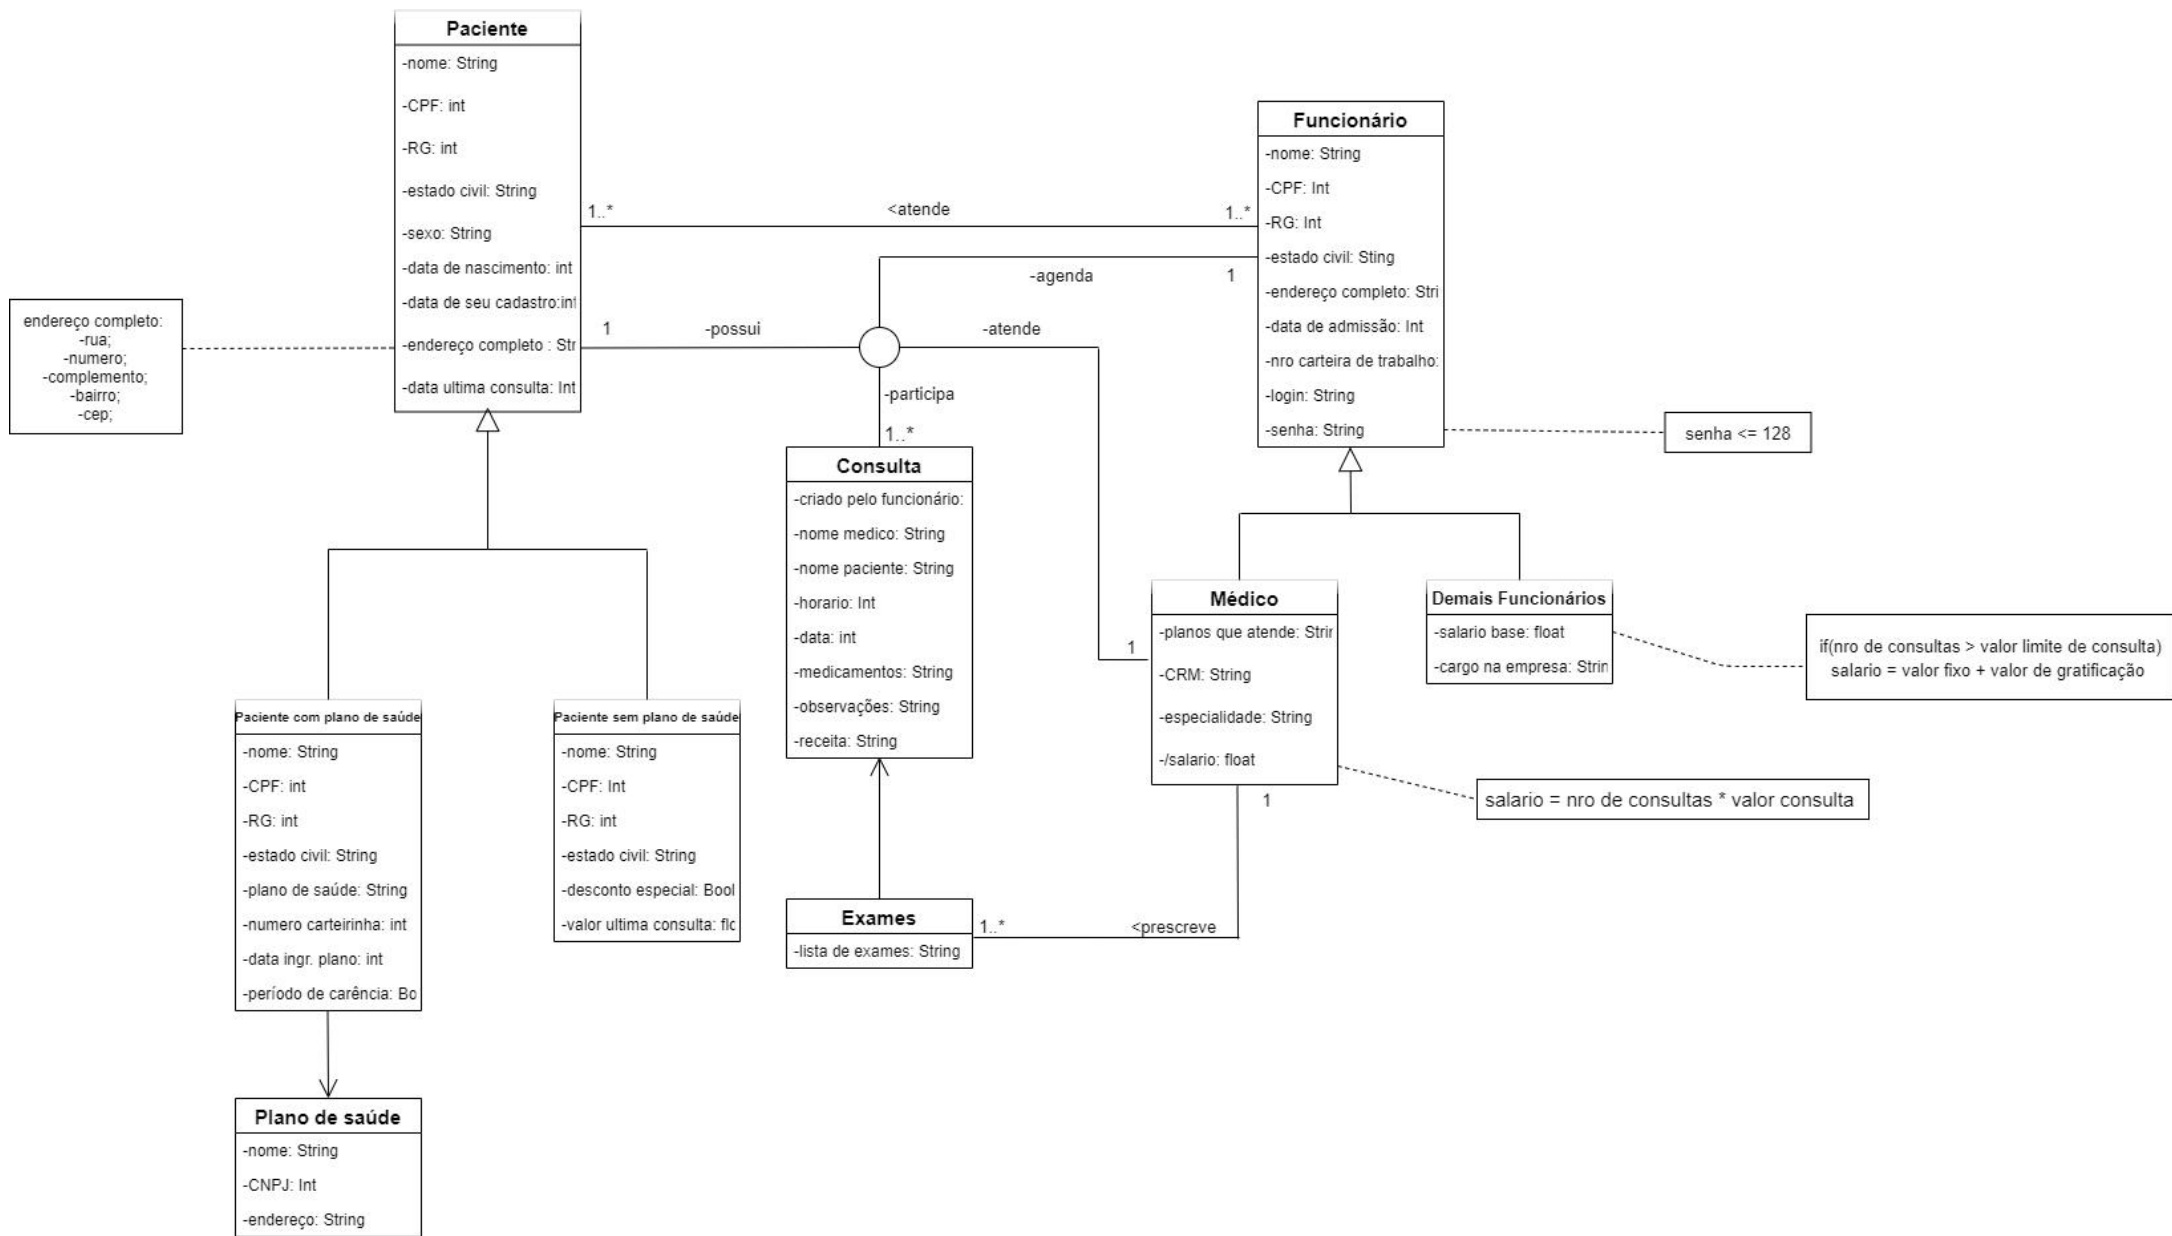 Paciente
-nome: String
-CPF: int
-RG: int
-estado civil: String
-sexo: String
-data de nascimento: int
-data de seu cadastro:int
-endereço completo : Str
-data ultima consulta: Int
endereço completo:
-rua;
-numero;
-complemento;
-bairro;
-cep;
1..*
<atende
1..*
-agenda
1
1
-possui
-atende
-participa
1..*
Funcionário
-nome: String
-CPF: Int
-RG: Int
-estado civil: Sting
-endereço completo: Stri
-data de admissão: Int
-nro carteira de trabalho:
-login: String
-senha: String
senha <= 128
Consulta
-criado pelo funcionário:
-nome medico: String
-nome paciente: String
-horario: Int
-data: int
-medicamentos: String
-observações: String
-receita: String
1
Médico
-planos que atende: Strir
-CRM: String
-especialidade: String
-/salario: float
Demais Funcionários
-salario base: float
-cargo na empresa: Strin
if(nro de consultas > valor limite de consulta)
salario = valor fixo + valor de gratificação
salario = nro de consultas * valor consulta
1
Paciente com plano de saúde
-nome: String
-CPF: int
-RG: int
-estado civil: String
-plano de saúde: String
-numero carteirinha: int
-data ingr. plano: int
-período de carência: Bo
Paciente sem plano de saúde
-nome: String
-CPF: Int
-RG: int
-estado civil: String
-desconto especial: Bool
-valor ultima consulta: flo
Exames
-lista de exames: String
1..*
<prescreve
Plano de saúde
-nome: String
-CNPJ: Int
-endereço: String